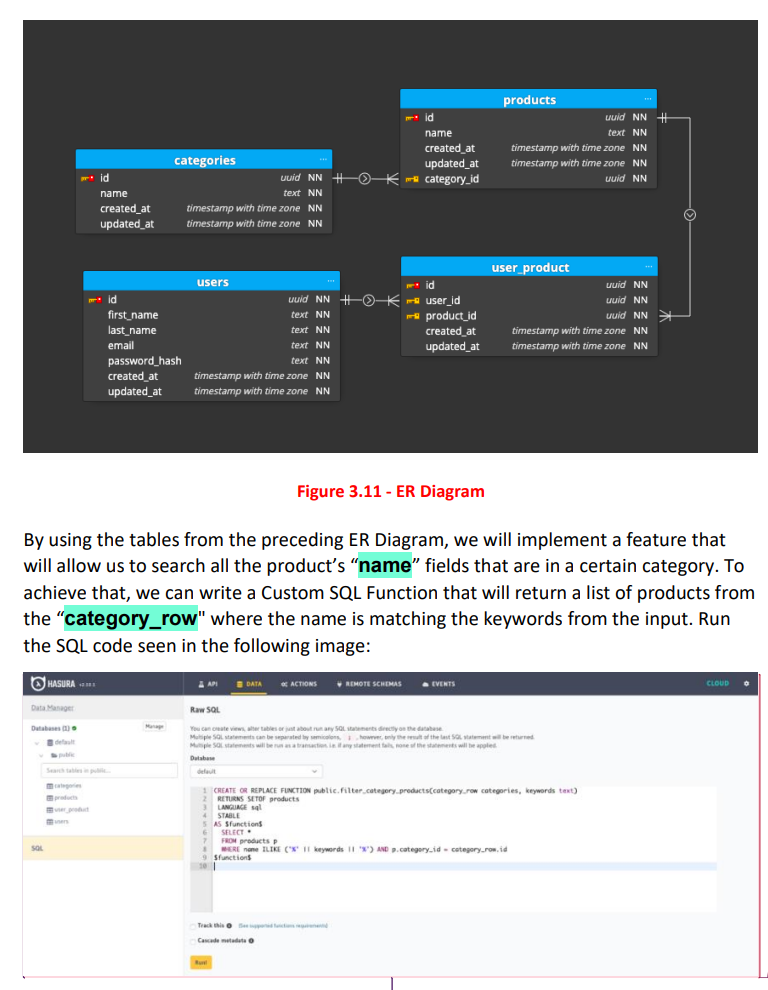 products
id uuid NN
name text NN
created_at timestamp with time zone NN
updated_at timestamp with time zone NN
category_id uuid NN
categories
id uuid NN
name text NN
created_at timestamp with time zone NN
updated_at timestamp with time zone NN
users
id uuid NN
first_name text NN
last_name text NN
email text NN
password_hash text NN
created_at timestamp with time zone NN
updated_at timestamp with time zone NN
user_product
id uuid NN
user_id uuid NN
product_id uuid NN
created_at timestamp with time zone NN
updated_at timestamp with time zone NN
Figure 3.11 - ER Diagram
By using the tables from the preceding ER Diagram, we will implement a feature that
will allow us to search all the product’s “name” fields that are in a certain category. To
achieve that, we can write a Custom SQL Function that will return a list of products from
the “category_row" where the name is matching the keywords from the input. Run
the SQL code seen in the following image:
HASURA API DATA ACTIONS REMOTE SCHEMAS EVENTS CLOUD
Data Manager
Databases (1) Manage
default
public
Search tables in public...
categories
products
user_product
users
SQL
Raw SQL
You can create views, alter tables or just about run any SQL statements directly on the database.
Multiple SQL statements can be separated by semicolons, ; , however, only the result of the last SQL statement will be returned.
Multiple SQL statements will be run as a transaction. i.e. if any statement fails, none of the statements will be applied.
Database
default
1 CREATE OR REPLACE FUNCTION public.filter_category_products(category_row categories, keywords text)
2 RETURNS SETOF products
3 LANGUAGE sql
4 STABLE
5 AS $function$
6 SELECT *
7 FROM products p
8 WHERE name ILIKE ('%' || keywords || '%') AND p.category_id = category_row.id
9 $function$
10
Track this (See supported functions requirements)
Cascade metadata
Run!